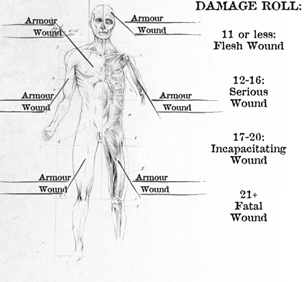 DAMAGE ROLL:
Armour
Wound
Armour
Wound
11 or less:
Flesh Wound
Armour
Wound
Armour
Wound
12-16:
Serious
Wound
17-20:
Incapacitating
Wound
Armour
Wound
Armour
Wound
21+
Fatal
Wound